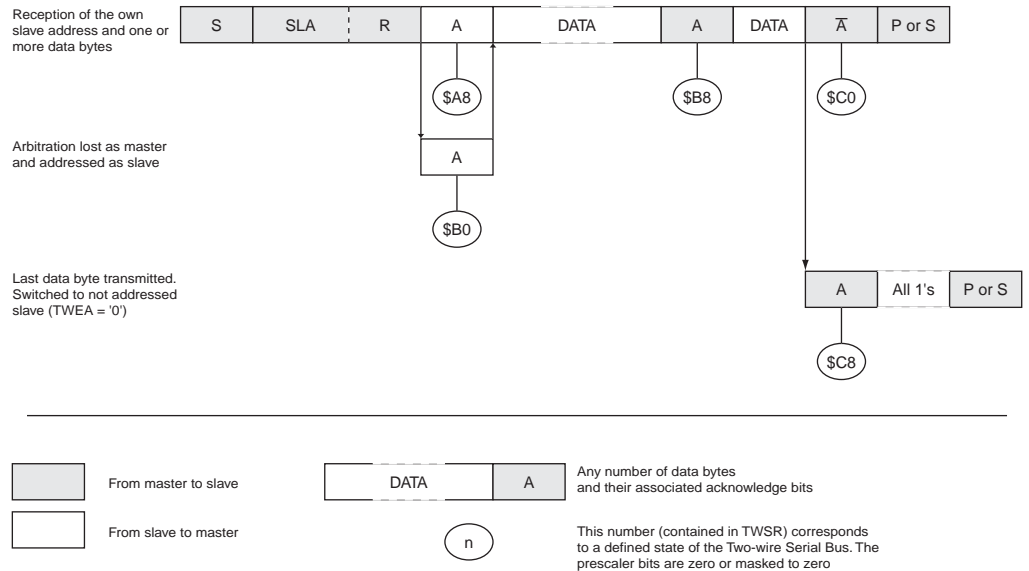 Reception of the own
slave address and one or
more data bytes
S SLA R A DATA A DATA A̅ P or S
$A8 $B8 $C0
Arbitration lost as master
and addressed as slave
A
$B0
Last data byte transmitted.
Switched to not addressed
slave (TWEA = '0')
A All 1's P or S
$C8
From master to slave
DATA A
Any number of data bytes
and their associated acknowledge bits
From slave to master
n
This number (contained in TWSR) corresponds
to a defined state of the Two-wire Serial Bus. The
prescaler bits are zero or masked to zero